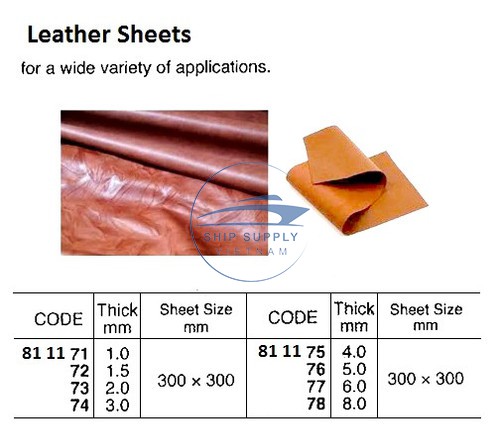 Leather Sheets
for a wide variety of applications.
SHIP SUPPLY
VIETNAM
CODE Thick mm Sheet Size mm CODE Thick mm Sheet Size mm
81 11 71 1.0 300 × 300 81 11 75 4.0 300 × 300
72 1.5 76 5.0
73 2.0 77 6.0
74 3.0 78 8.0